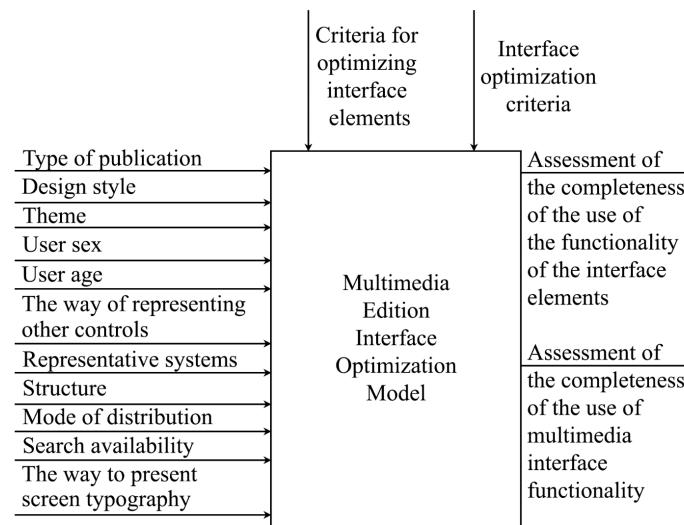 Criteria for
optimizing
interface
elements
Interface
optimization
criteria
Type of publication
Design style
Theme
User sex
User age
The way of representing
other controls
Representative systems
Structure
Mode of distribution
Search availability
The way to present
screen typography
Multimedia
Edition
Interface
Optimization
Model
Assessment of
the completeness
of the use of
the functionality
of the interface
elements
Assessment of
the completeness
of the use of
multimedia
interface
functionality